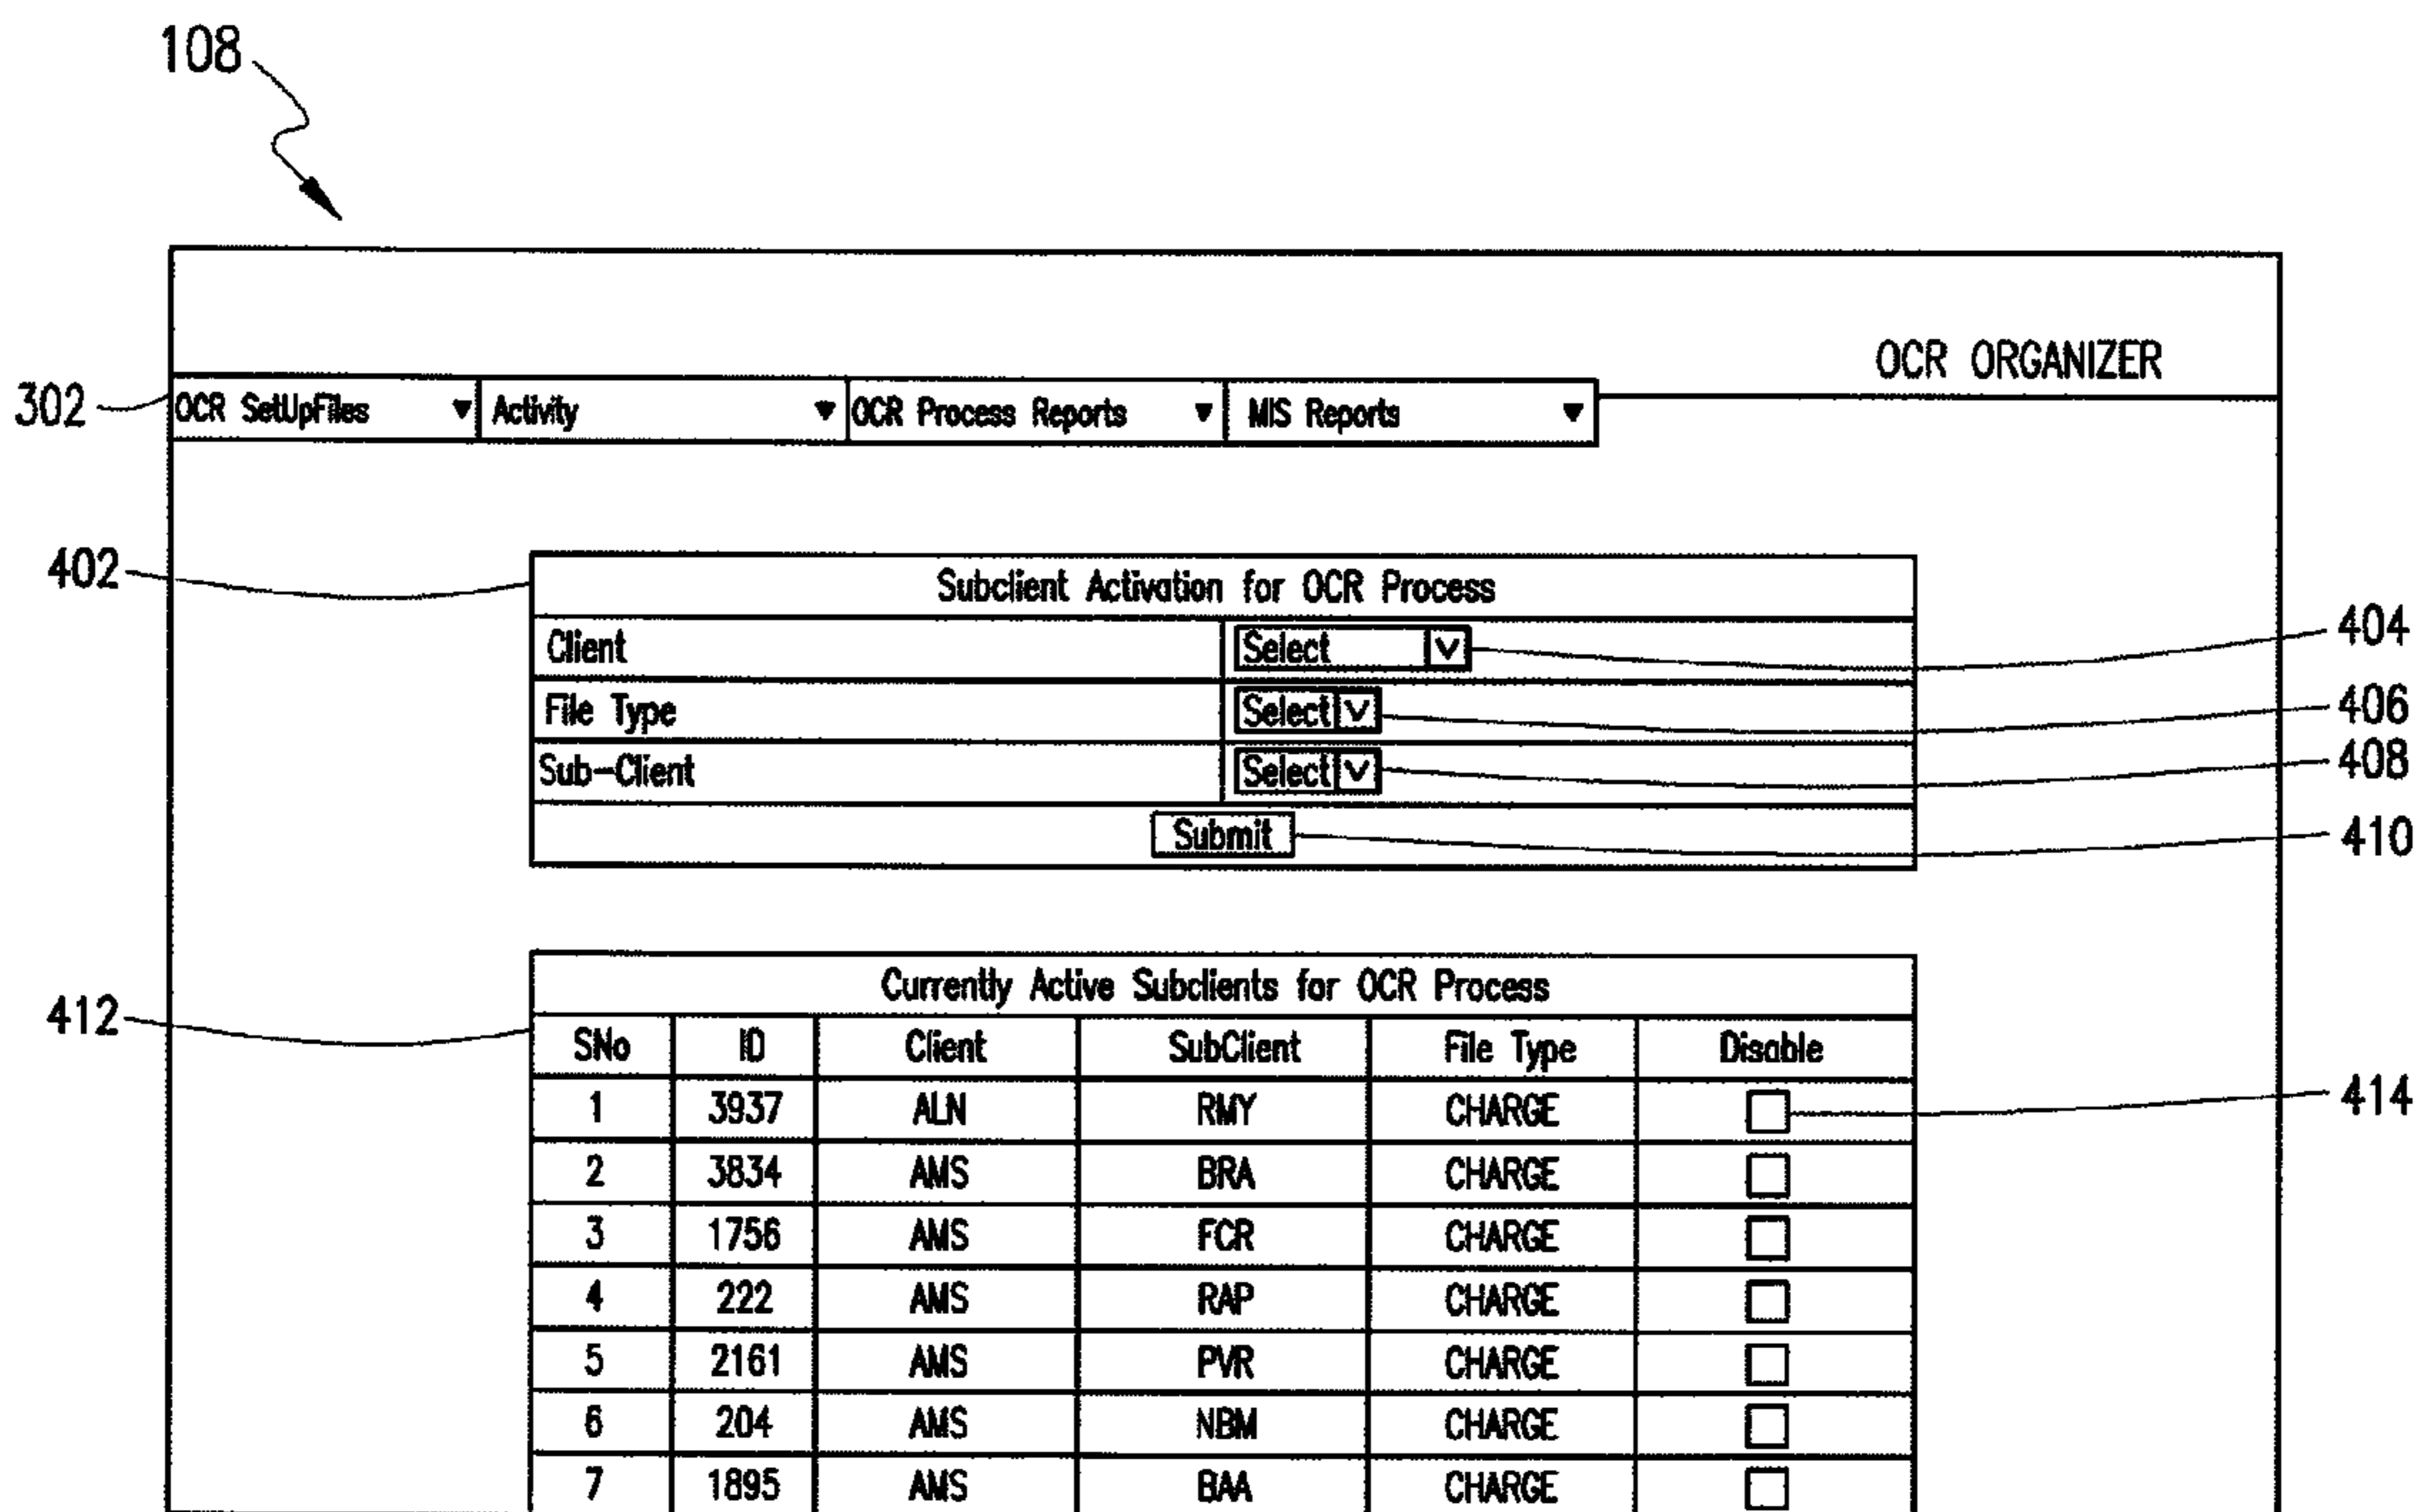 108
OCR ORGANIZER
302
OCR SetUpFiles ▼ Activity ▼ OCR Process Reports ▼ MIS Reports ▼
402
Subclient Activation for OCR Process
Client Select V 404
File Type Select V 406
Sub-Client Select V 408
Submit 410
412
Currently Active Subclients for OCR Process
SNo ID Client SubClient File Type Disable
1 3937 ALN RMY CHARGE 414
2 3834 AMS BRA CHARGE
3 1756 AMS FCR CHARGE
4 222 AMS RAP CHARGE
5 2161 AMS PVR CHARGE
6 204 AMS NBM CHARGE
7 1895 AMS BAA CHARGE